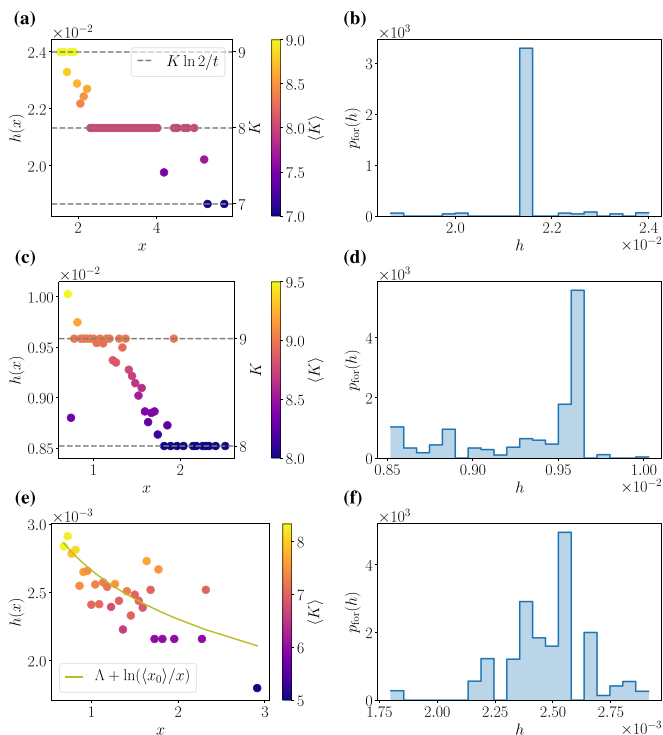 (a)
×10⁻²
2.4
2.2
2.0
h(x)
2
4
x
K ln 2/t
9
8
7
K
9.0
8.5
8.0
7.5
7.0
⟨K⟩
(b)
×10³
3
2
1
0
p_for(h)
2.0
2.2
2.4
×10⁻²
h
(c)
×10⁻²
1.00
0.95
0.90
0.85
h(x)
1
2
x
9
8
K
9.5
9.0
8.5
8.0
⟨K⟩
(d)
×10³
4
2
0
p_for(h)
0.85
0.90
0.95
1.00
×10⁻²
h
(e)
×10⁻³
3.0
2.5
2.0
h(x)
1
2
3
x
Λ + ln(⟨x₀⟩/x)
8
7
6
5
⟨K⟩
(f)
×10³
4
2
0
p_for(h)
1.75
2.00
2.25
2.50
2.75
×10⁻³
h